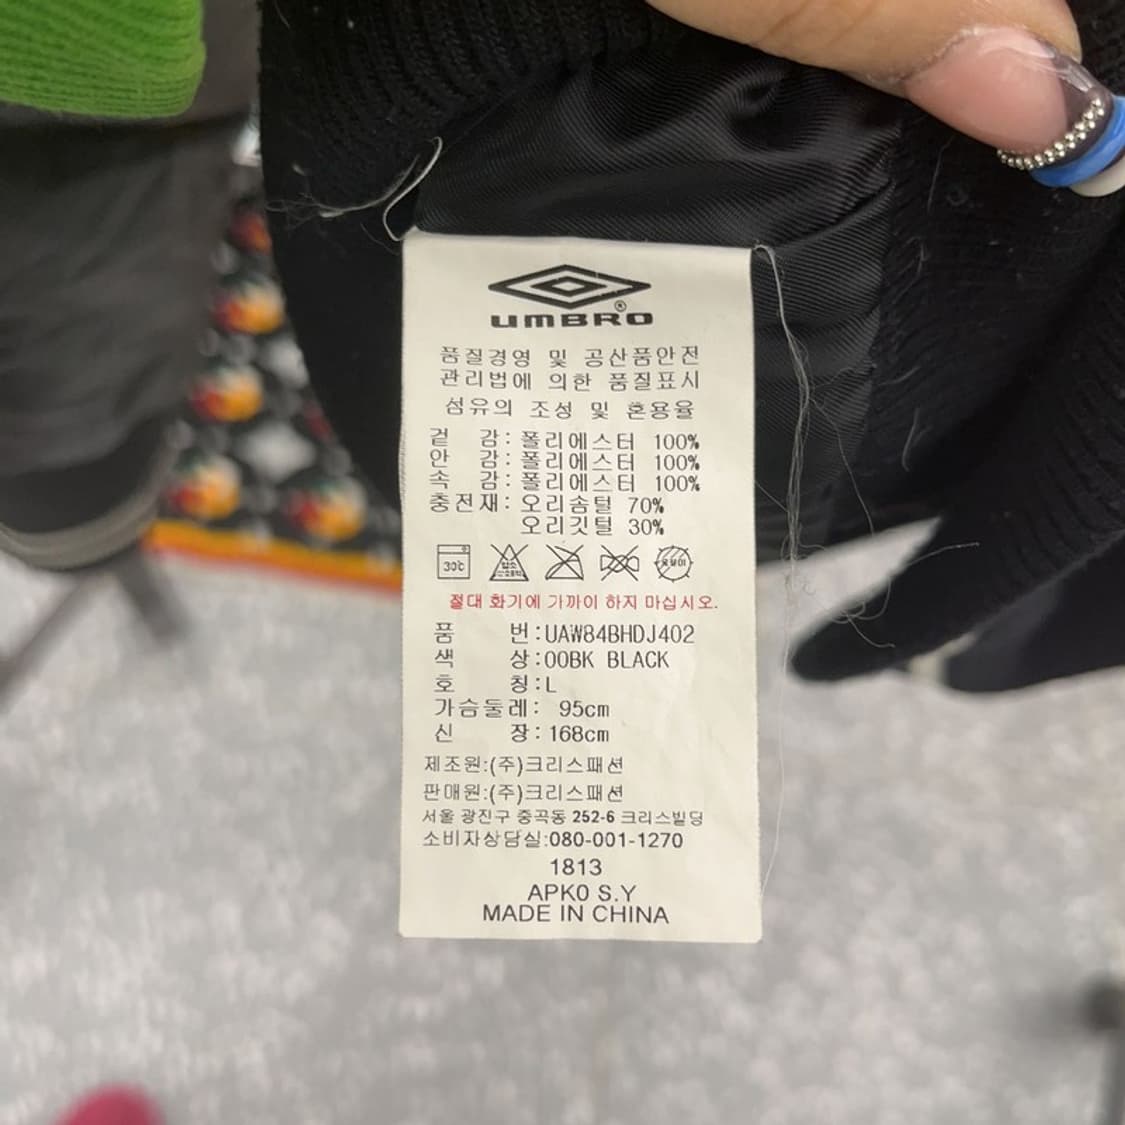 UMBRO®
품질경영 및 공산품안전
관리법에 의한 품질표시
섬유의 조성 및 혼용율
겉 감: 폴리에스터 100%
안 감: 폴리에스터 100%
속 감: 폴리에스터 100%
충전재: 오리솜털 70%
오리깃털 30%
30℃
절대 화기에 가까이 하지 마십시오.
품 번:UAW84BHDJ402
색 상:00BK BLACK
호 칭:L
가슴둘레: 95cm
신 장:168cm
제조원:(주)크리스패션
판매원:(주)크리스패션
서울 광진구 중곡동 252-6 크리스빌딩
소비자상담실:080-001-1270
1813
APKO S.Y
MADE IN CHINA